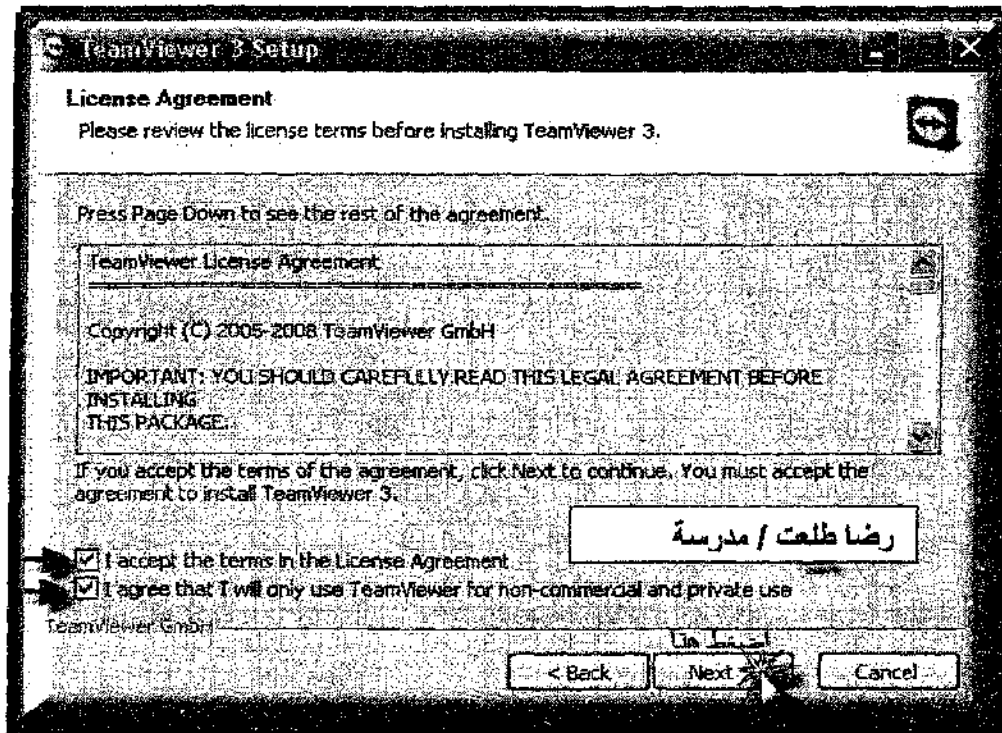 TeamViewer 3 Setup
License Agreement
Please review the license terms before installing TeamViewer 3.
Press Page Down to see the rest of the agreement.
TeamViewer License Agreement
Copyright (C) 2005-2008 TeamViewer GmbH
IMPORTANT: YOU SHOULD CAREFULLY READ THIS LEGAL AGREEMENT BEFORE
INSTALLING
THIS PACKAGE.
If you accept the terms of the agreement, click Next to continue. You must accept the
agreement to install TeamViewer 3.
رضا طلعت / مدرسة
I accept the terms in the License Agreement
I agree that I will only use TeamViewer for non-commercial and private use
TeamViewer GmbH
اضغط هنا
< Back
Next >
Cancel